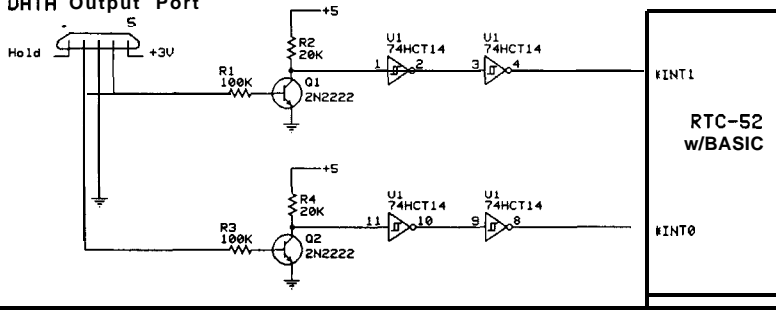 Output Port
5
Hold
+3V
+5
R2
20K
R1
100K
Q1
2N2222
U1
74HCT14
1
2
U1
74HCT14
3
4
*INT1
RTC-52
w/BASIC
+5
R4
20K
R3
100K
Q2
2N2222
U1
74HCT14
11
10
U1
74HCT14
9
8
*INT0